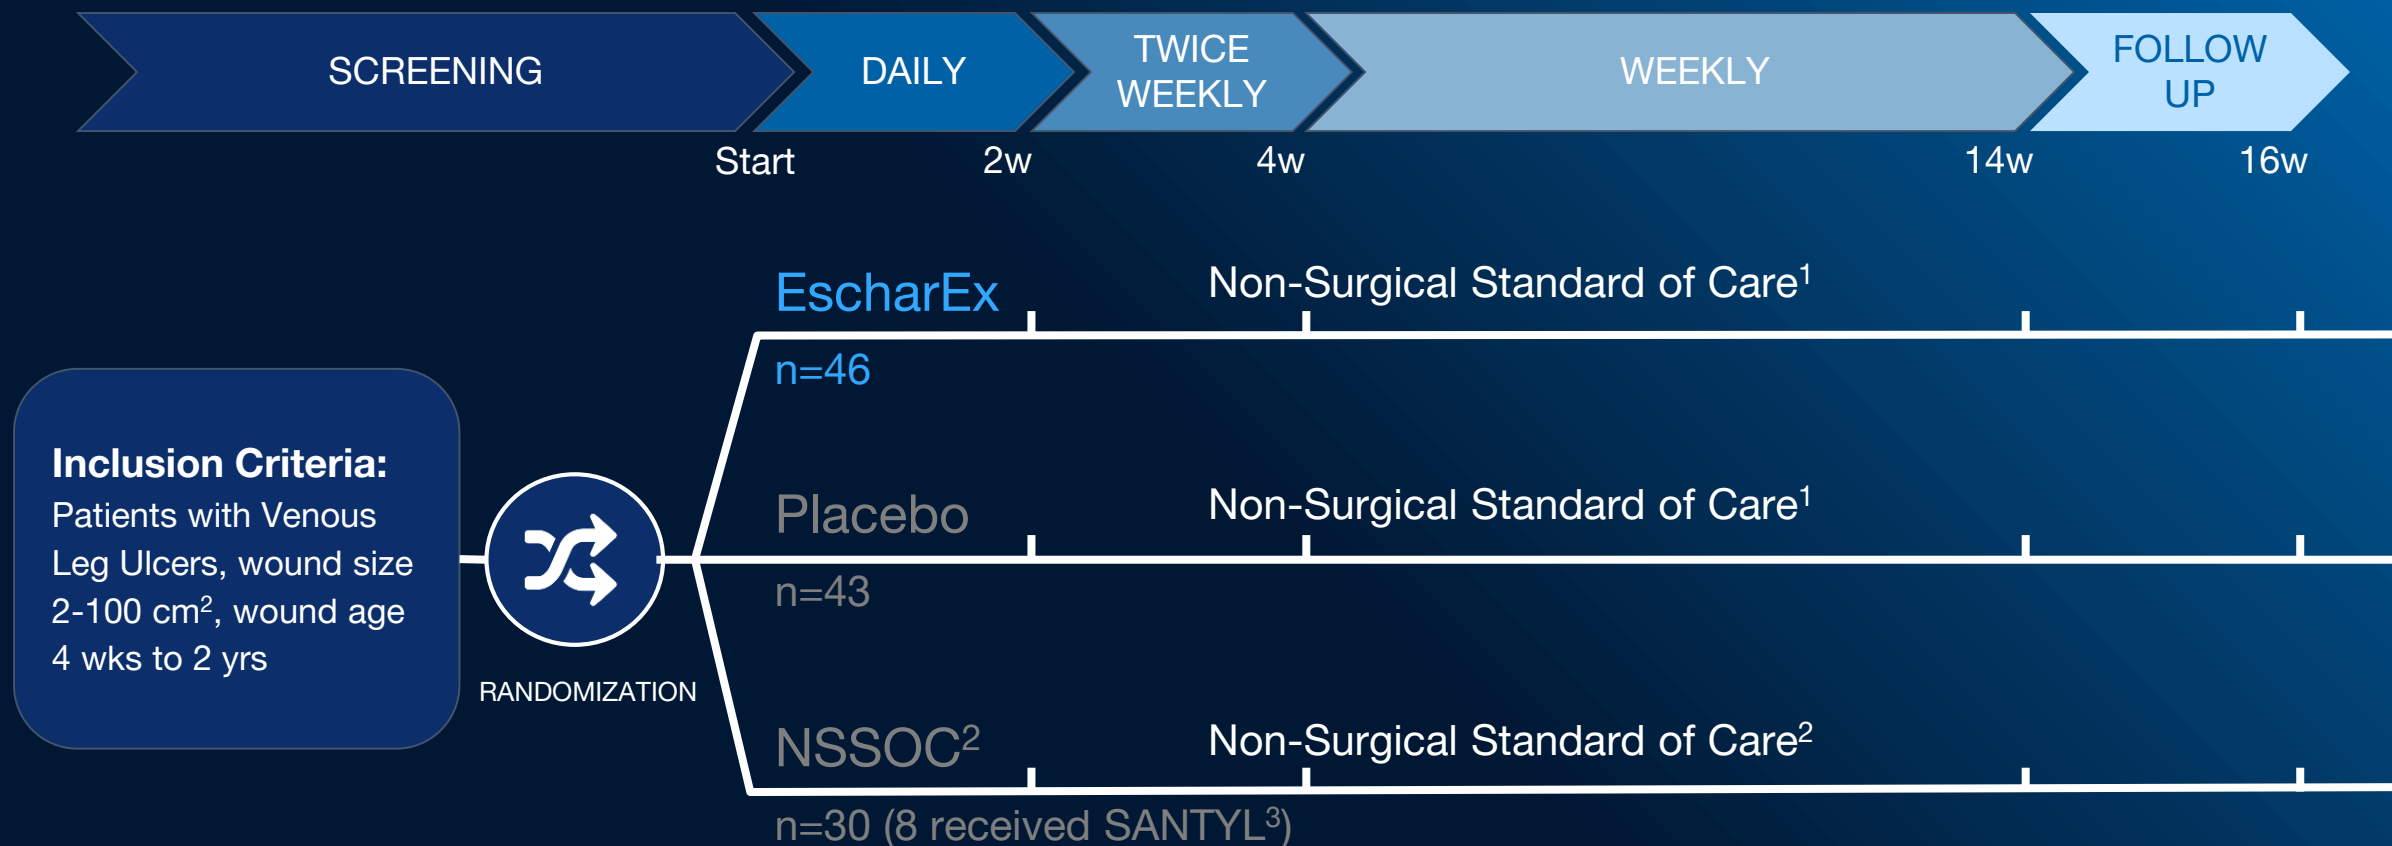 SCREENING
DAILY
TWICE
WEEKLY
WEEKLY
FOLLOW
UP
Start
2w
4w
14w
16w
EscharEx
Non-Surgical Standard of Care¹
n=46
Inclusion Criteria:
Patients with Venous
Leg Ulcers, wound size
2-100 cm², wound age
4 wks to 2 yrs
RANDOMIZATION
Placebo
Non-Surgical Standard of Care¹
n=43
NSSOC²
Non-Surgical Standard of Care²
n=30 (8 received SANTYL³)